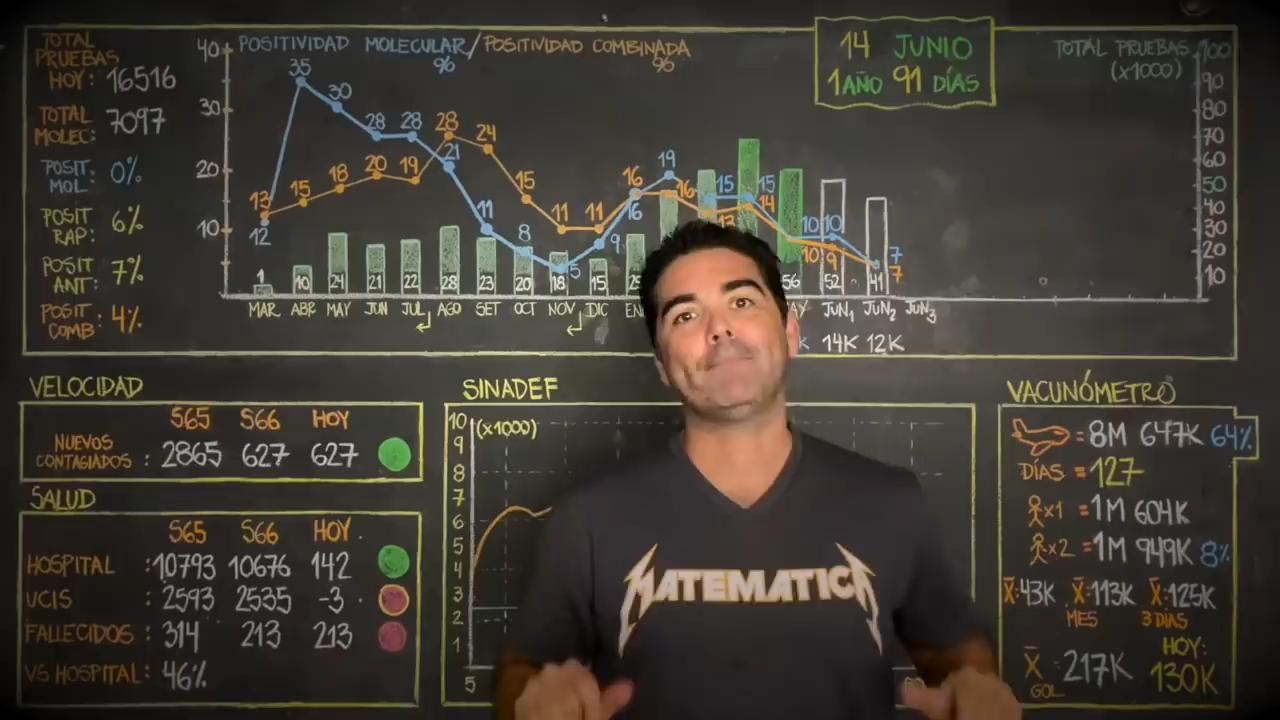 TOTAL
PRUEBAS
HOY: 16516
TOTAL
MOLEC: 7097
POSIT
MOL: 0%
POSIT
RAP: 6%
POSIT
ANT: 7%
POSIT
COMB: 4%
POSITIVIDAD MOLECULAR/POSITIVIDAD COMBINADA
% %
40
30
20
10
35
30
28 28
28
24
21
20
19
18
15
13
12
15
11
8
11 11
5
9
16
16
19
16
15
13
15
14
10 10
10 9
7
7
1 10 24 21 22 28 23 20 18 15 56 52 41
MAR ABR MAY JUN JUL AGO SET OCT NOV DIC JUN1 JUN2 JUN3
14K 12K
14 JUNIO
1 AÑO 91 DÍAS
TOTAL PRUEBAS
(x1000)
100
90
80
70
60
50
40
30
20
10
VELOCIDAD
S65 S66 HOY
NUEVOS
CONTAGIADOS : 2865 627 627
SALUD
S65 S66 HOY
HOSPITAL : 10793 10676 142
UCIS : 2593 2535 -3
FALLECIDOS : 314 213 213
VS HOSPITAL: 46%
SINADEF
(x1000)
10
9
8
7
6
5
4
3
2
1
5
MATEMATICA
VACUNÓMETRO
= 8M 647K 64%
DÍAS = 127
x1 = 1M 604K
x2 = 1M 949K 8%
X̄: 43K X̄: 113K X̄: 125K
MES 3 DÍAS
X̄ : 217K
GOL
HOY:
130K